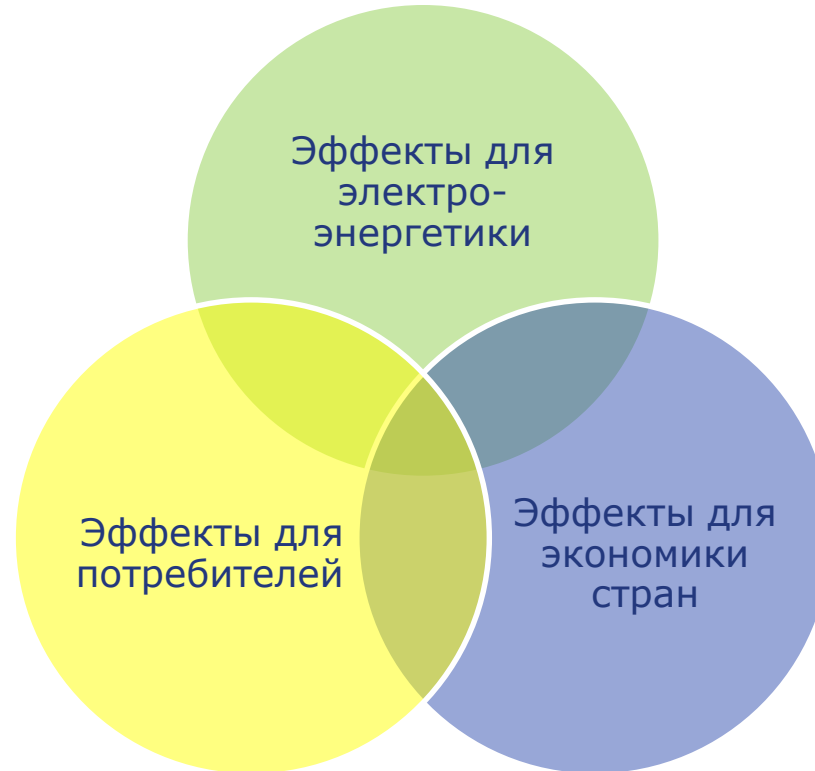 Эффекты для
электро-
энергетики
Эффекты для
потребителей
Эффекты для
экономики
стран